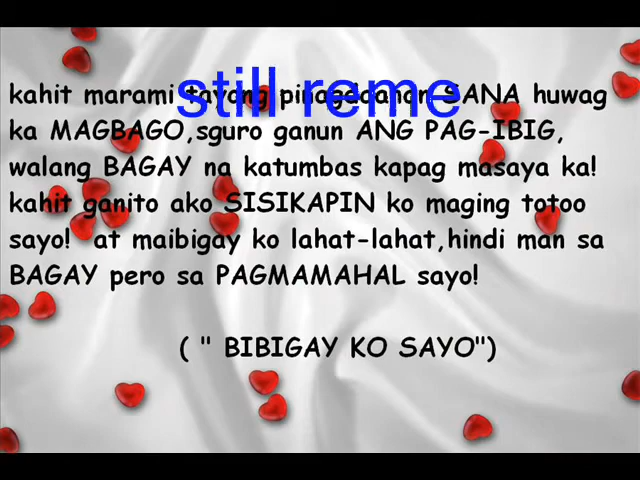 still reme
kahit marami tayong pinagdaanan SANA huwag
ka MAGBAGO,sguro ganun ANG PAG-IBIG,
walang BAGAY na katumbas kapag masaya ka!
kahit ganito ako SISIKAPIN ko maging totoo
sayo! at maibigay ko lahat-lahat,hindi man sa
BAGAY pero sa PAGMAMAHAL sayo!
( " BIBIGAY KO SAYO")